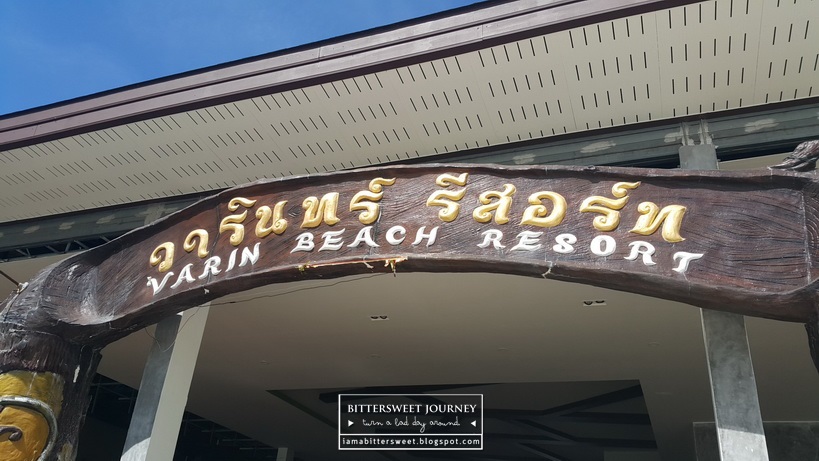 วารินทร์ รีสอร์ท
VARIN BEACH RESORT
BITTERSWEET JOURNEY
turn a bad day around
iamabittersweet.blogspot.com